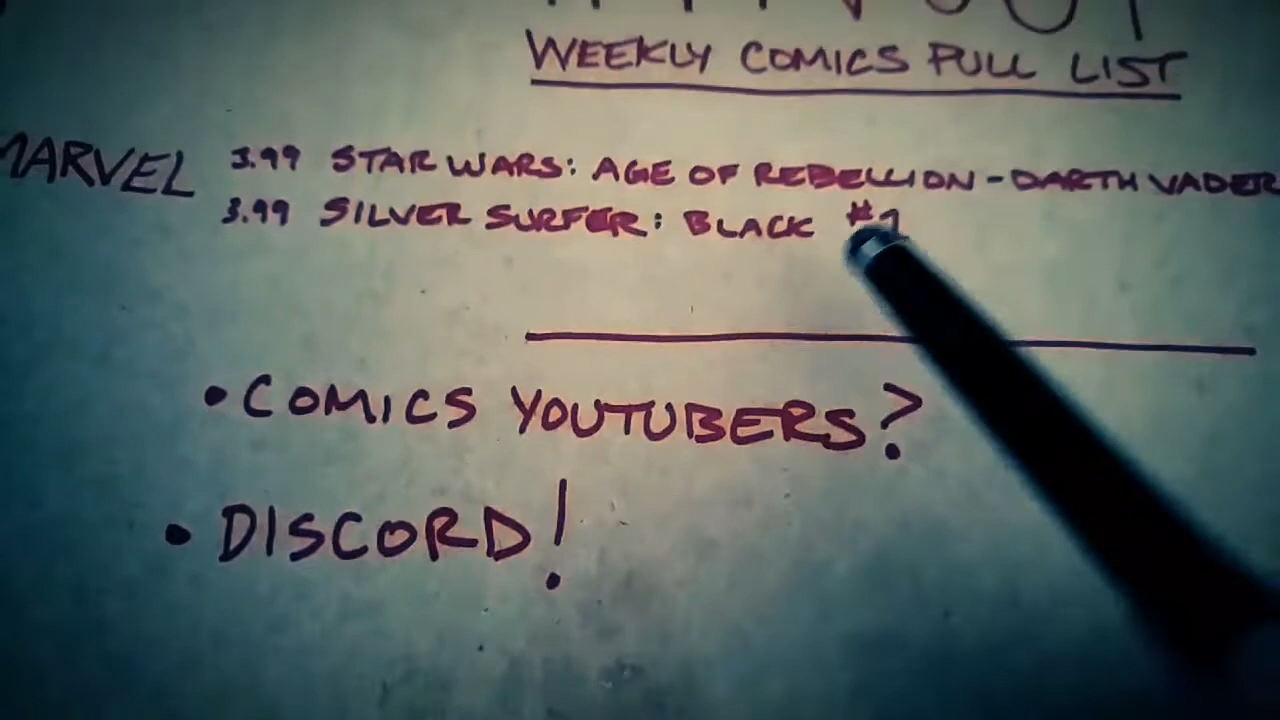 WEEKLY COMICS PULL LIST
MARVEL 3.99 STAR WARS: AGE OF REBELLION - DARTH VADER
3.99 SILVER SURFER: BLACK #1
• COMICS YOUTUBERS?
• DISCORD!